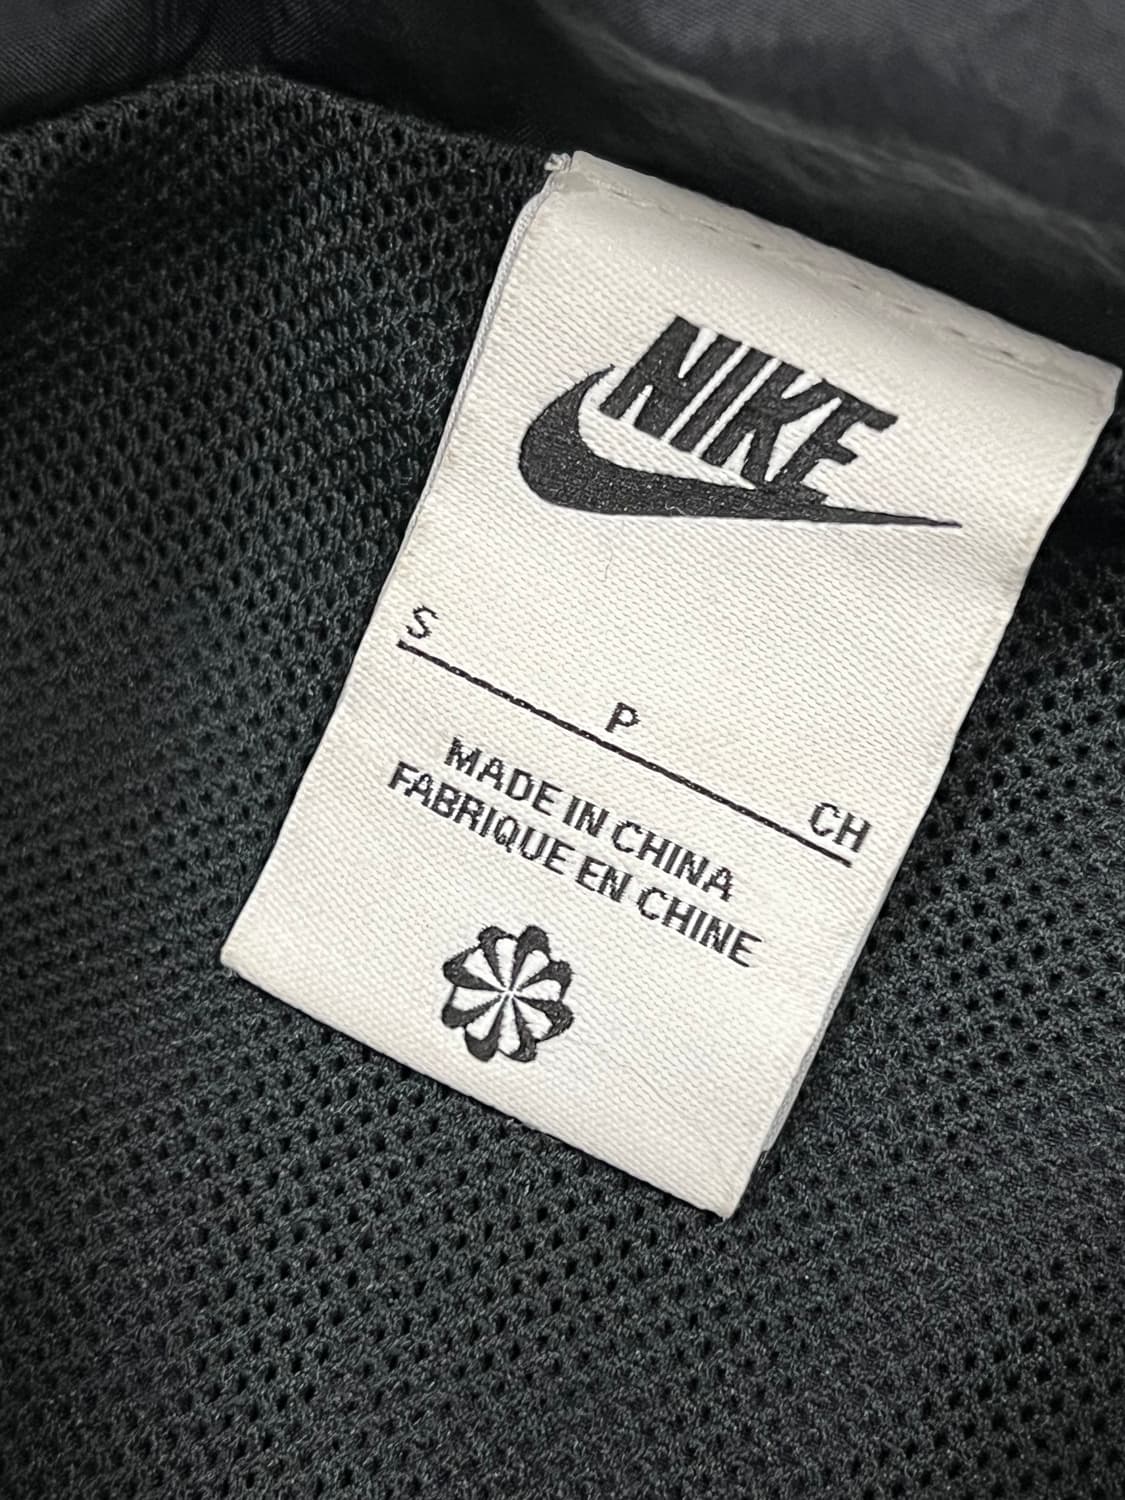 NIKE
S P CH
MADE IN CHINA
FABRIQUE EN CHINE